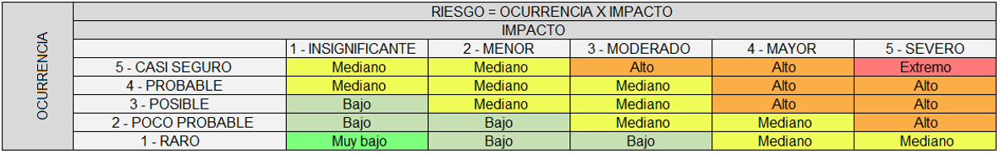 RIESGO = OCURRENCIA X IMPACTO
IMPACTO
OCURRENCIA
1 - INSIGNIFICANTE 2 - MENOR 3 - MODERADO 4 - MAYOR 5 - SEVERO
5 - CASI SEGURO Mediano Mediano Alto Alto Extremo
4 - PROBABLE Mediano Mediano Mediano Alto Alto
3 - POSIBLE Bajo Mediano Mediano Alto Alto
2 - POCO PROBABLE Bajo Bajo Mediano Mediano Alto
1 - RARO Muy bajo Bajo Bajo Mediano Mediano